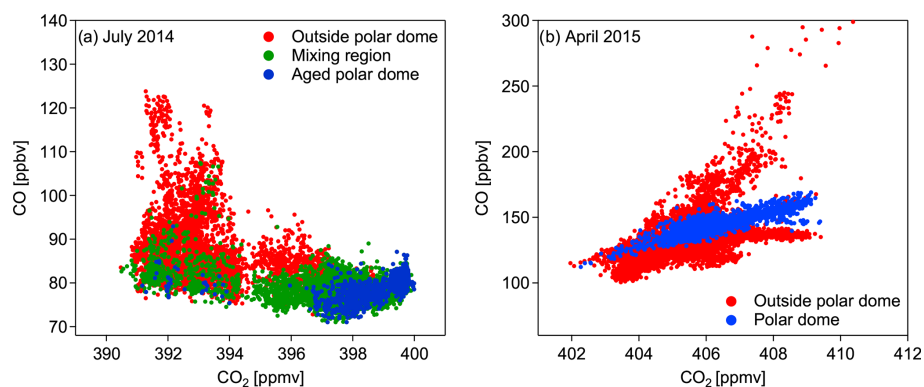 (a) July 2014
Outside polar dome
Mixing region
Aged polar dome
CO [ppbv]
140
130
120
110
100
90
80
70
390
392
394
396
398
400
CO2 [ppmv]
(b) April 2015
CO [ppbv]
300
250
200
150
100
Outside polar dome
Polar dome
402
404
406
408
410
412
CO2 [ppmv]